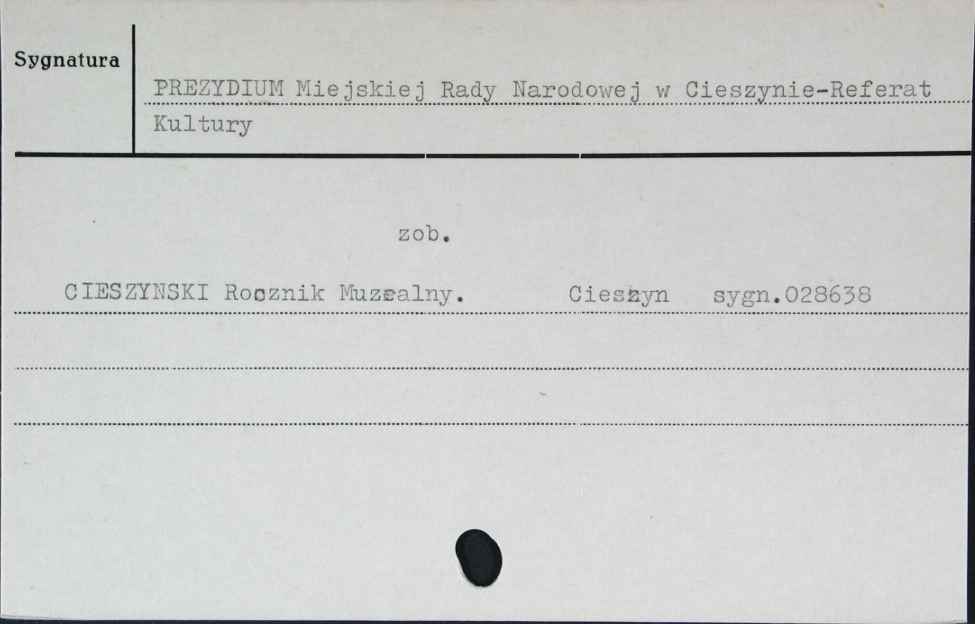 Sygnatura
PREZYDIUM Miejskiej Rady Narodowej w Cieszynie-Referat
Kultury
zob.
CIESZYNSKI Rocznik Muzealny. Cieszyn sygn.028638